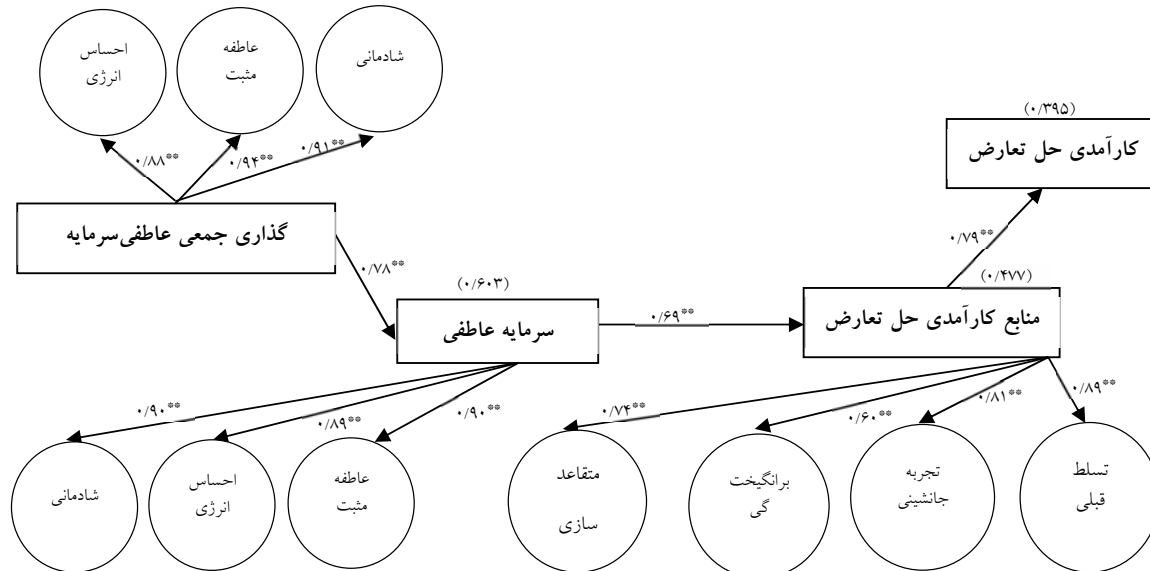 احساس
انرژی
عاطفه
مثبت
شادمانی
(۰/۳۹۵)
کارآمدی حل تعارض
۰/۸۸**
۰/۹۴**
۰/۹۱**
گذاری جمعی عاطفی‌سرمایه
۰/۷۸**
۰/۷۹**
(۰/۶۰۳)
سرمایه عاطفی
۰/۶۹**
(۰/۴۷۷)
منابع کارآمدی حل تعارض
۰/۹۰**
۰/۸۹**
۰/۹۰**
۰/۷۴**
۰/۶۰**
۰/۸۱**
۰/۸۹**
شادمانی
احساس
انرژی
عاطفه
مثبت
متقاعد
سازی
برانگیخت
گی
تجربه
جانشینی
تسلط
قبلی